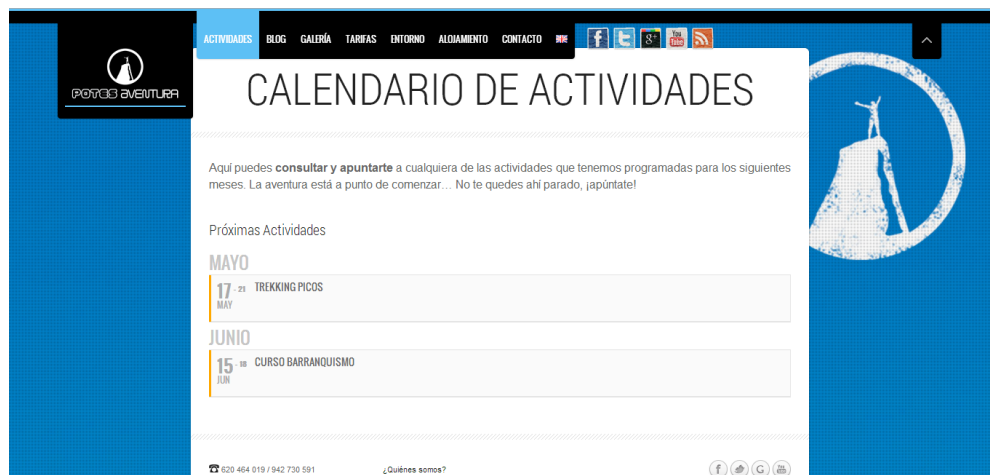 ACTIVIDADES BLOG GALERÍA TARIFAS ENTORNO ALOJAMIENTO CONTACTO
POTES AVENTURA
CALENDARIO DE ACTIVIDADES
Aquí puedes consultar y apuntarte a cualquiera de las actividades que tenemos programadas para los siguientes
meses. La aventura está a punto de comenzar… No te quedes ahí parado, ¡apúntate!
Próximas Actividades
MAYO
17 - 21 TREKKING PICOS
MAY
JUNIO
15 - 18 CURSO BARRANQUISMO
JUN
620 464 019 / 942 730 591 ¿Quiénes somos?